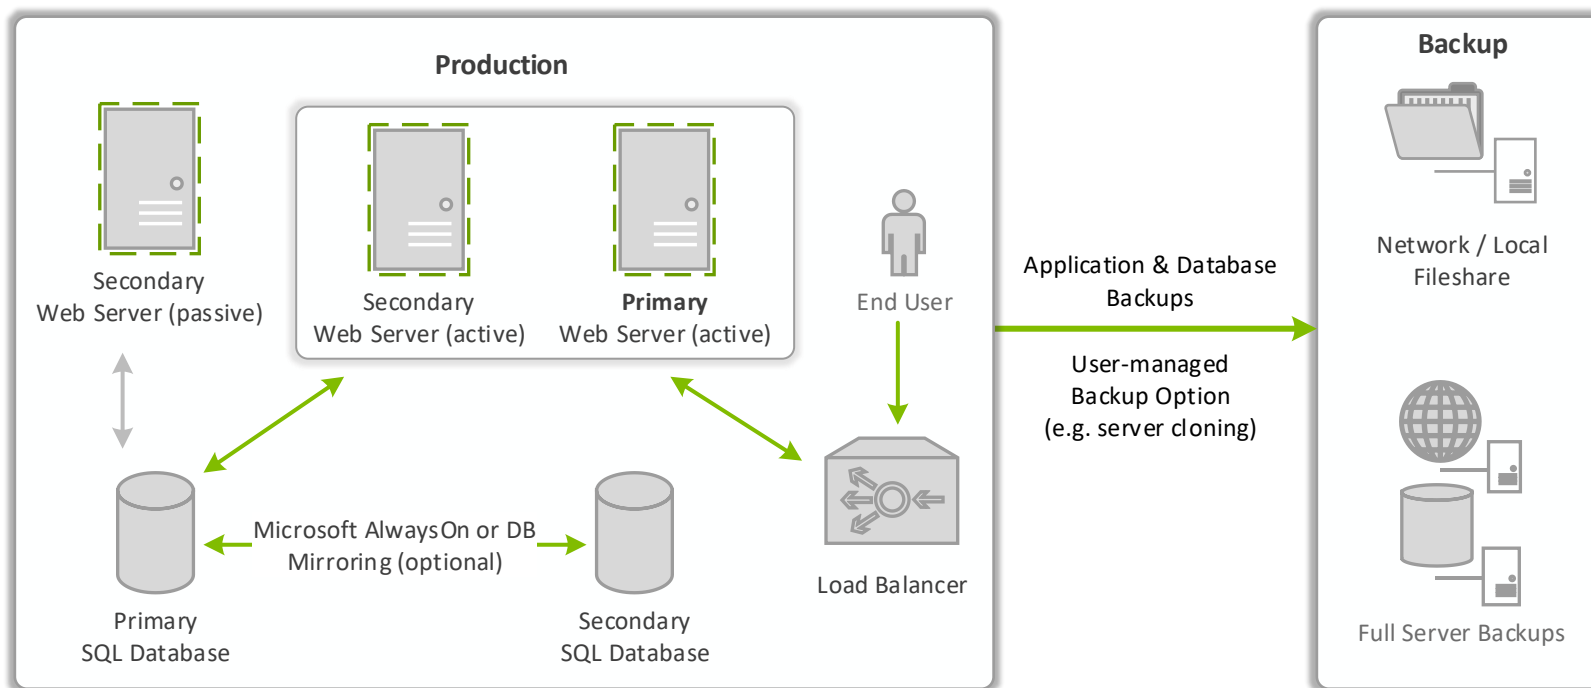 Production
Secondary
Web Server (passive)
Secondary
Web Server (active)
Primary
Web Server (active)
End User
Microsoft AlwaysOn or DB
Mirroring (optional)
Primary
SQL Database
Secondary
SQL Database
Load Balancer
Application & Database
Backups
User-managed
Backup Option
(e.g. server cloning)
Backup
Network / Local
Fileshare
Full Server Backups